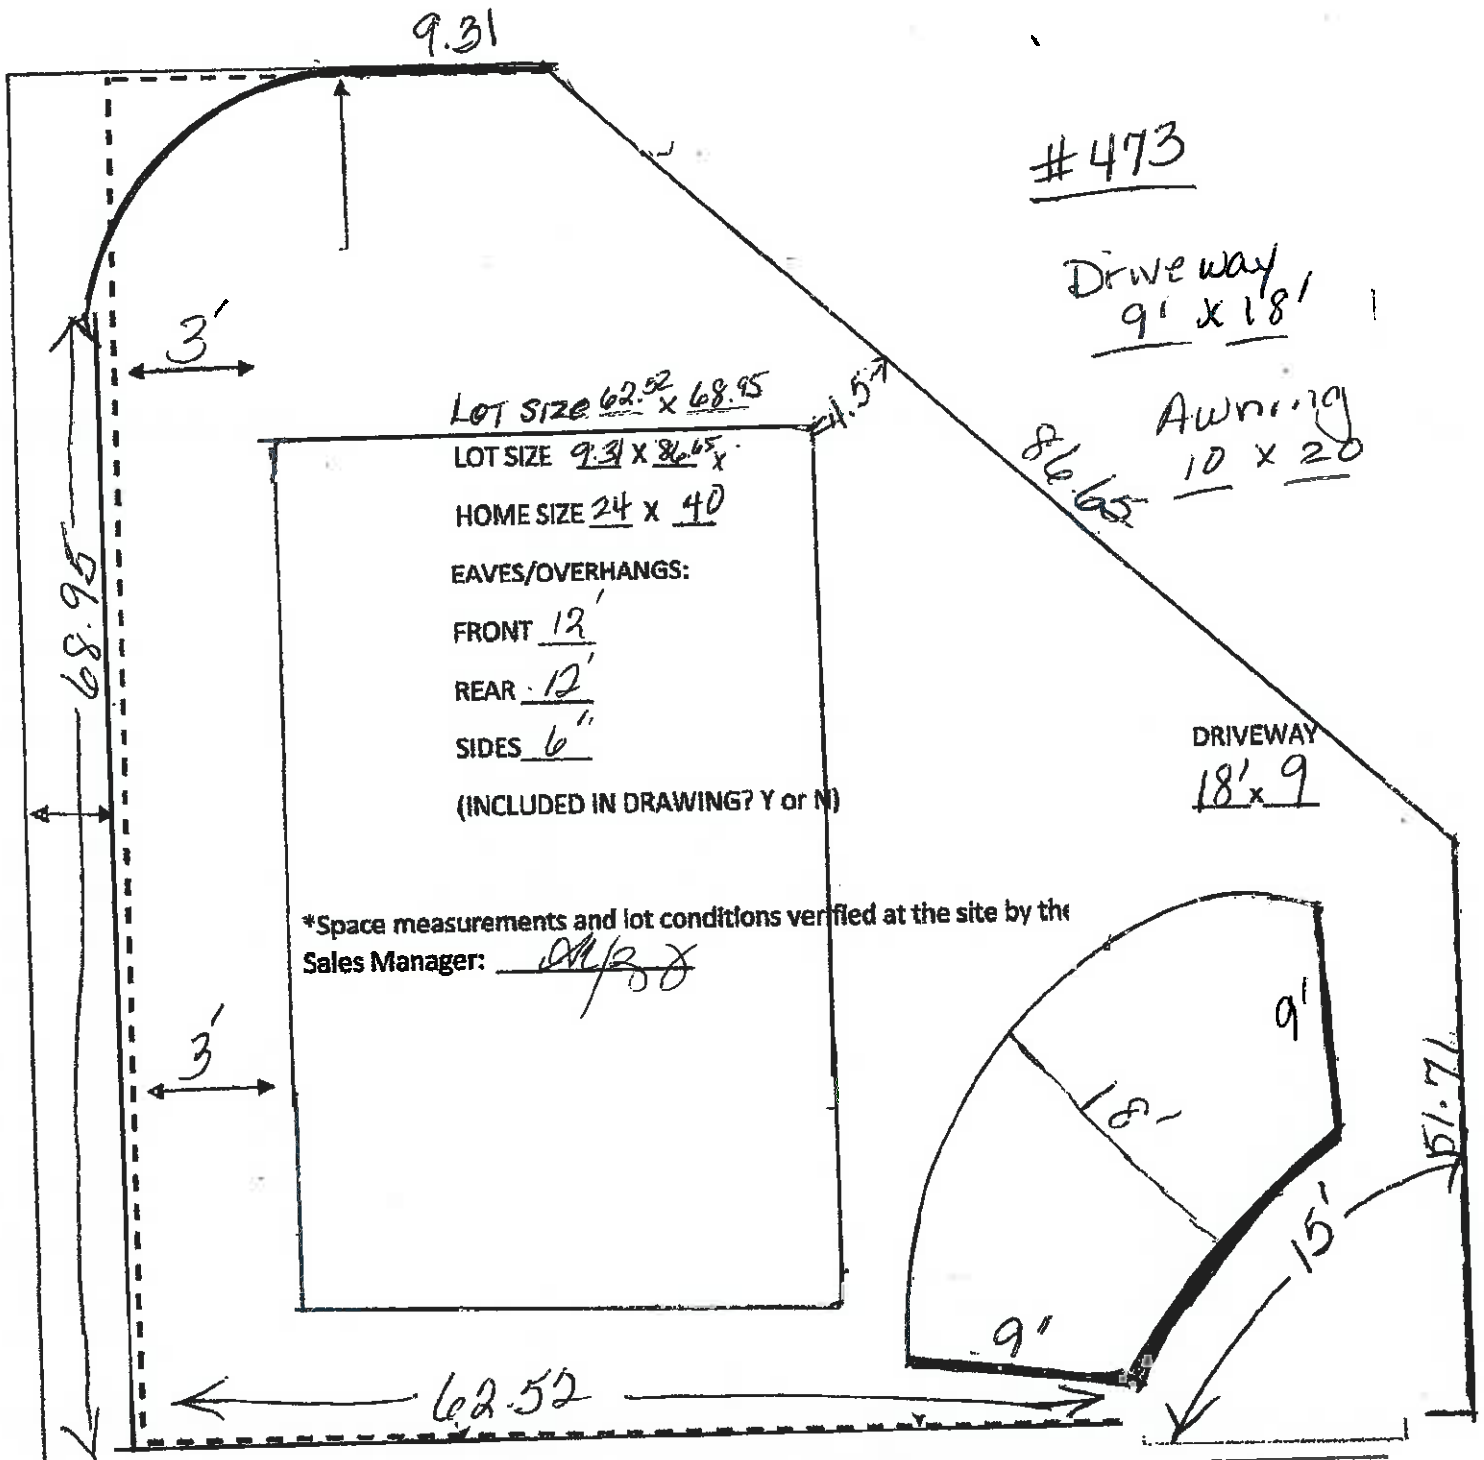 9.31
#473
Driveway
9' x 18'
Awning
10 x 20
3'
LOT SIZE 62.52 x 68.95
LOT SIZE 9.31 X 86.65 x
4.5
86.65
HOME SIZE 24 X 40
EAVES/OVERHANGS:
FRONT 12'
68.95
REAR 12'
SIDES 6"
DRIVEWAY
18' x 9
(INCLUDED IN DRAWING? Y or N)
*Space measurements and lot conditions verified at the site by the
Sales Manager:
9'
3'
18'
51.71
15'
9"
62.52